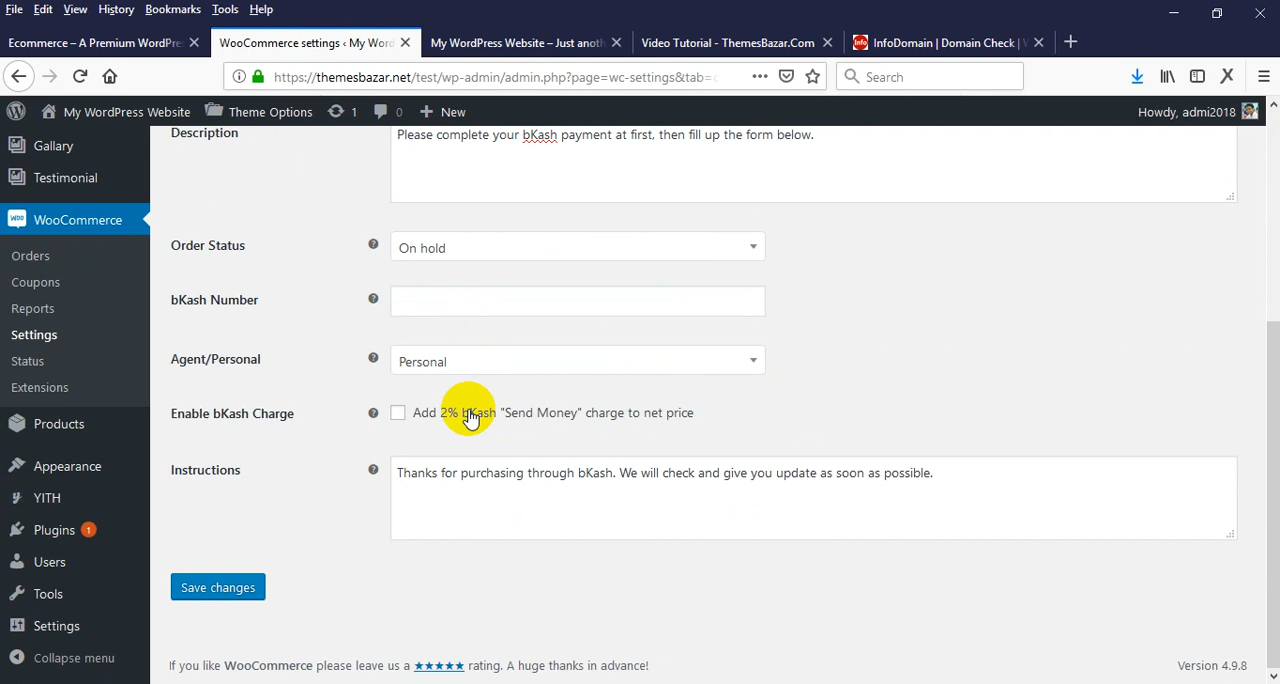 File Edit View History Bookmarks Tools Help
Ecommerce – A Premium WordPre
WooCommerce settings ‹ My Word
My WordPress Website – Just anoth
Video Tutorial - ThemesBazar.Com
Info InfoDomain | Domain Check |
https://themesbazar.net/test/wp-admin/admin.php?page=wc-settings&tab=c
Search
My WordPress Website Theme Options 1 0 New Howdy, admi2018
Gallary
Testimonial
WooCommerce
Orders
Coupons
Reports
Settings
Status
Extensions
Products
Appearance
YITH
Plugins 1
Users
Tools
Settings
Collapse menu
Description Please complete your bKash payment at first, then fill up the form below.
Order Status On hold
bKash Number
Agent/Personal Personal
Enable bKash Charge Add 2% bKash "Send Money" charge to net price
Instructions Thanks for purchasing through bKash. We will check and give you update as soon as possible.
Save changes
If you like WooCommerce please leave us a ★★★★★ rating. A huge thanks in advance! Version 4.9.8